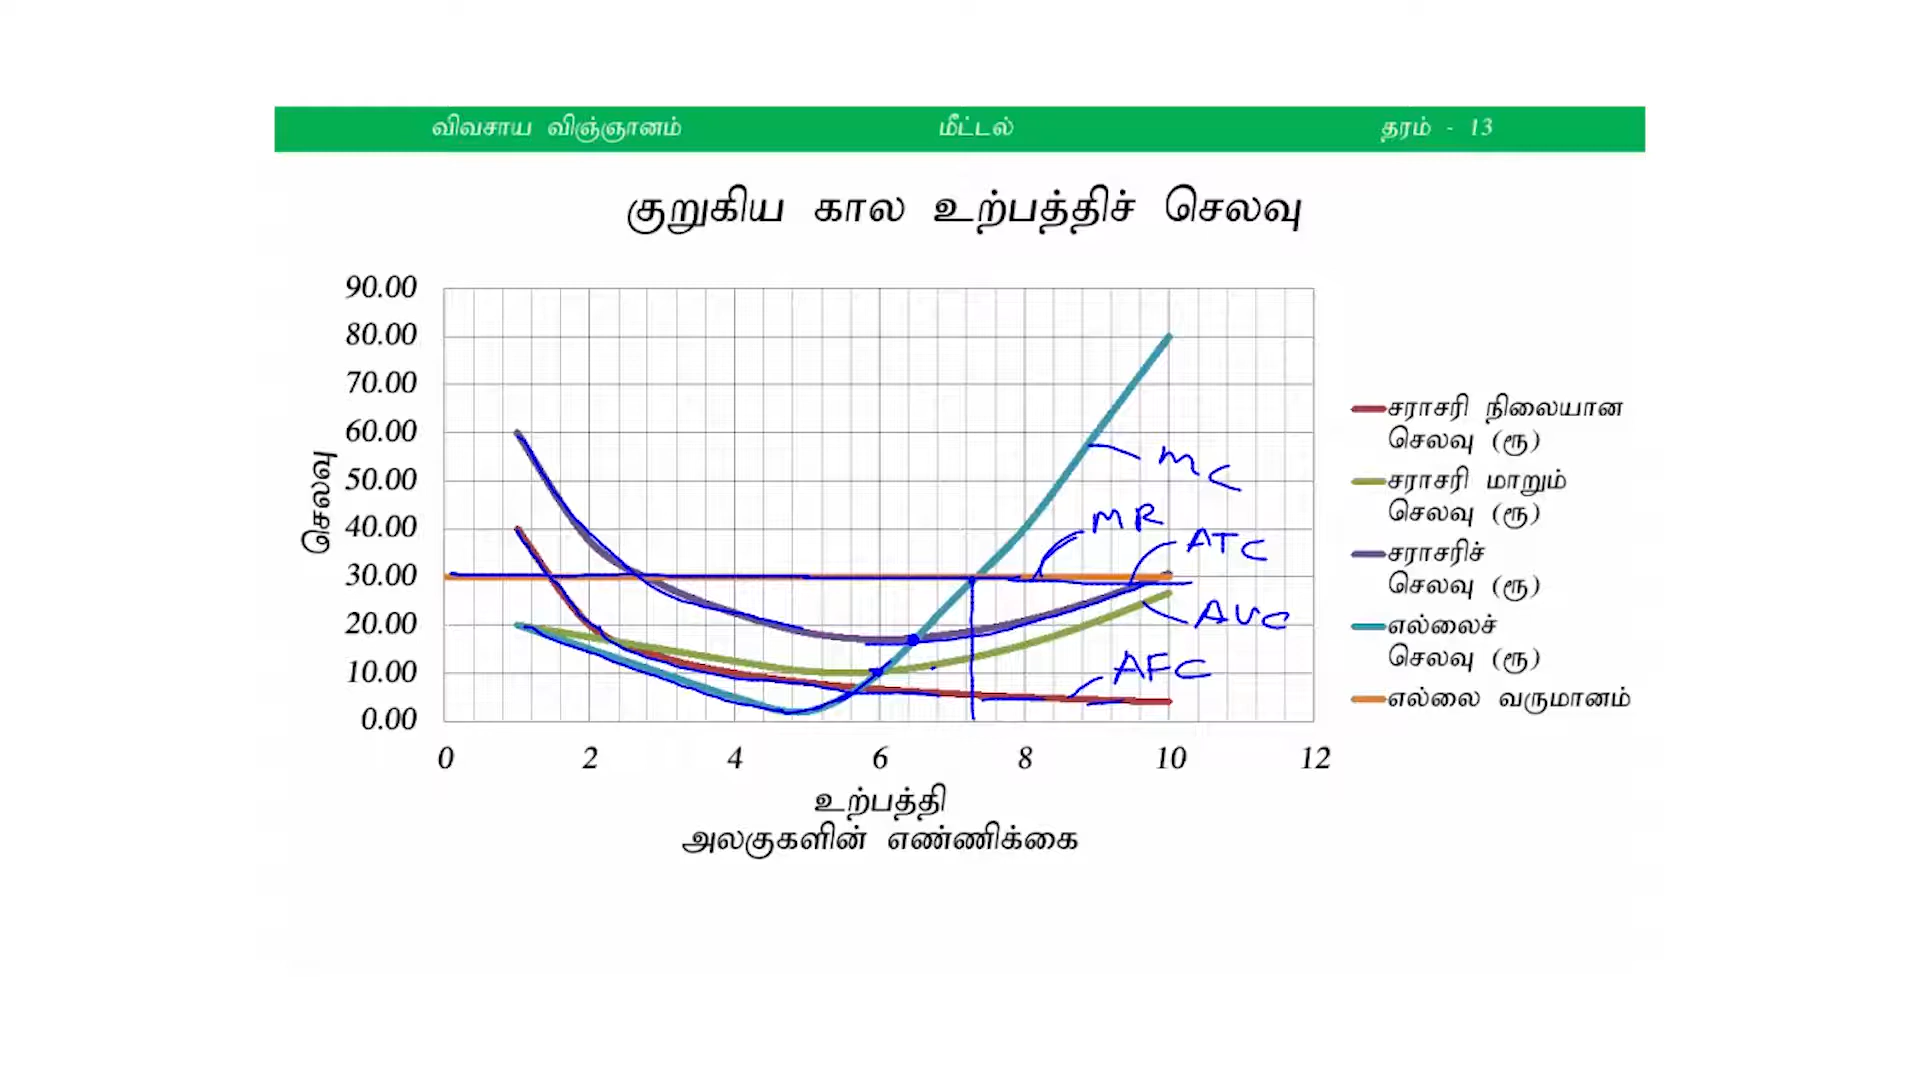 விவசாய விஞ்ஞானம் மீட்டல் தரம் - 13
குறுகிய கால உற்பத்திச் செலவு
செலவு
90.00
80.00
70.00
60.00
50.00
40.00
30.00
20.00
10.00
0.00
0 2 4 6 8 10 12
உற்பத்தி
அலகுகளின் எண்ணிக்கை
MC
MR
ATC
AVC
AFC
சராசரி நிலையான
செலவு (ரூ)
சராசரி மாறும்
செலவு (ரூ)
சராசரிச்
செலவு (ரூ)
எல்லைச்
செலவு (ரூ)
எல்லை வருமானம்